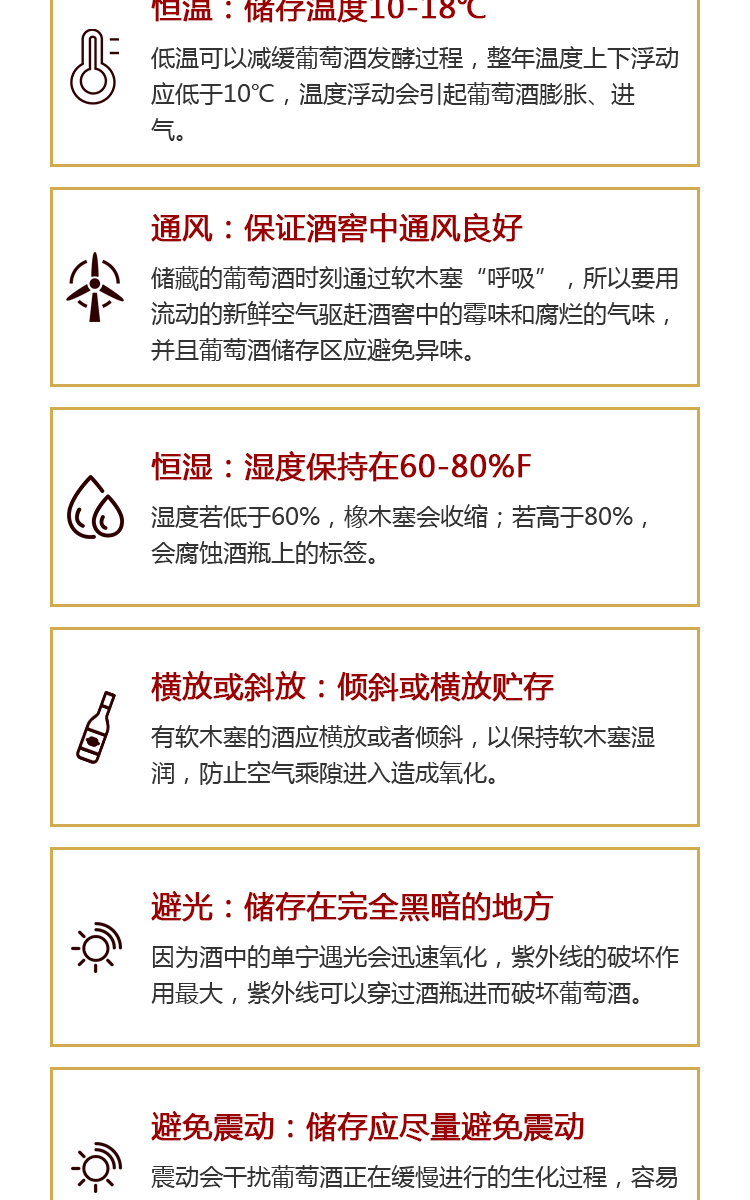 恒温：储存温度10-18℃
低温可以减缓葡萄酒发酵过程，整年温度上下浮动
应低于10℃，温度浮动会引起葡萄酒膨胀、进
气。
通风：保证酒窖中通风良好
储藏的葡萄酒时刻通过软木塞“呼吸”，所以要用
流动的新鲜空气驱赶酒窖中的霉味和腐烂的气味，
并且葡萄酒储存区应避免异味。
恒湿：湿度保持在60-80%F
湿度若低于60%，橡木塞会收缩；若高于80%，
会腐蚀酒瓶上的标签。
横放或斜放：倾斜或横放贮存
有软木塞的酒应横放或者倾斜，以保持软木塞湿
润，防止空气乘隙进入造成氧化。
避光：储存在完全黑暗的地方
因为酒中的单宁遇光会迅速氧化，紫外线的破坏作
用最大，紫外线可以穿过酒瓶进而破坏葡萄酒。
避免震动：储存应尽量避免震动
震动会干扰葡萄酒正在缓慢进行的生化过程，容易